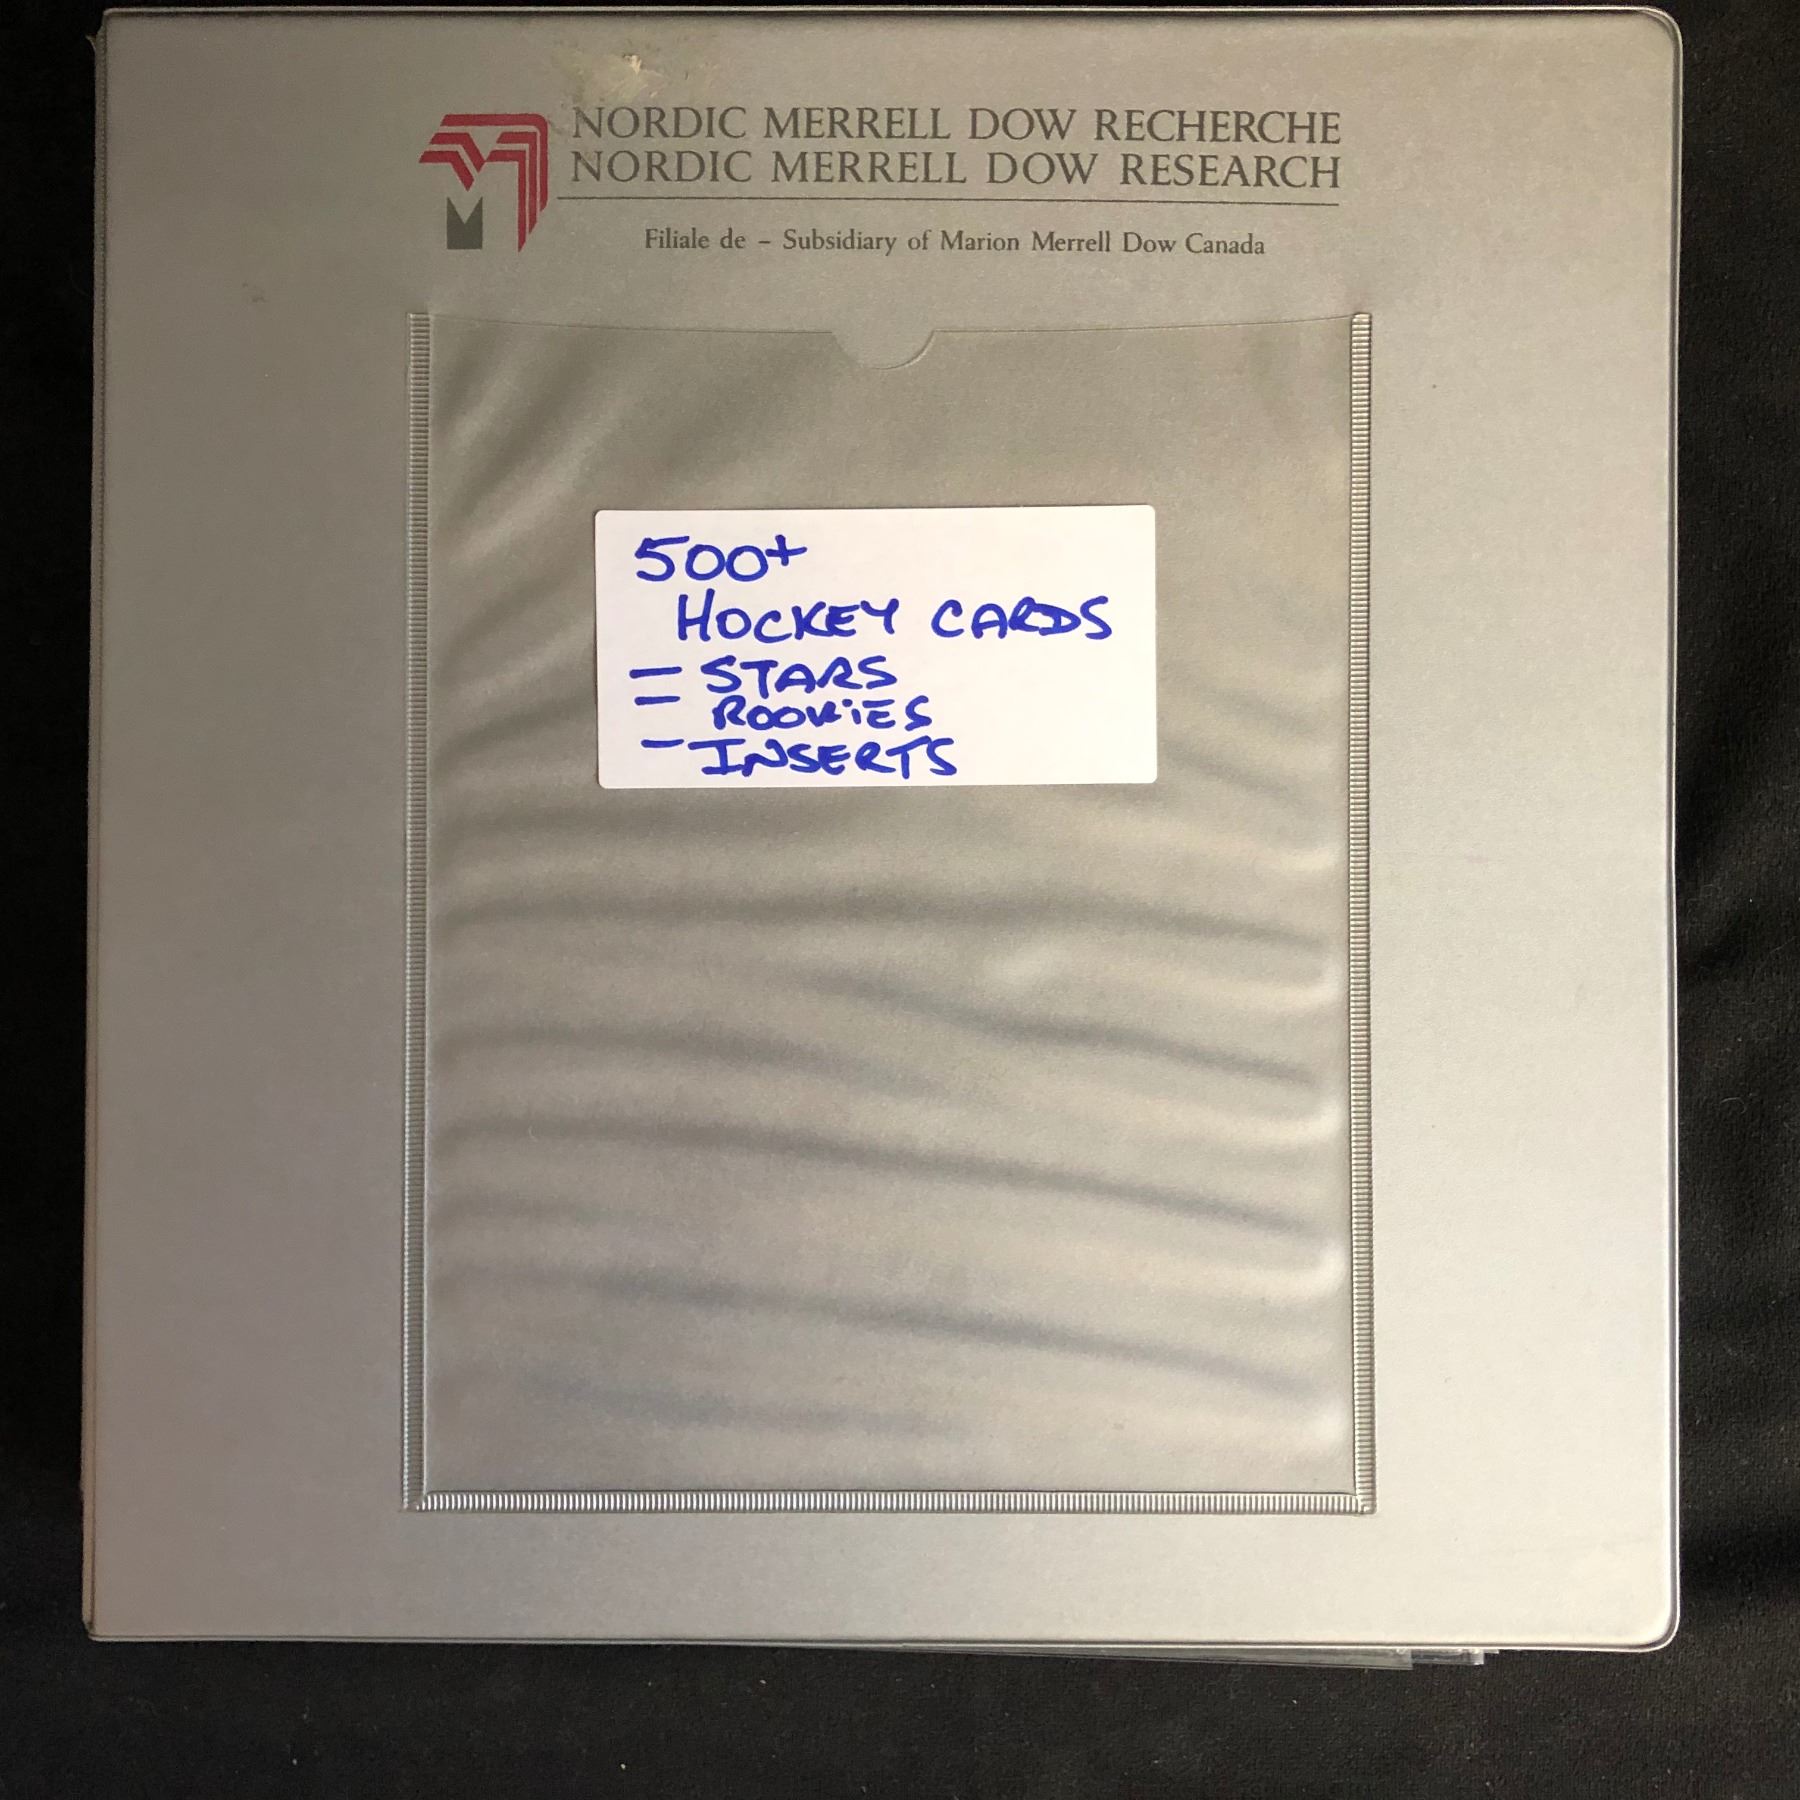 NORDIC MERRELL DOW RECHERCHE
NORDIC MERRELL DOW RESEARCH
Filiale de – Subsidiary of Marion Merrell Dow Canada
500+
HOCKEY CARDS
- STARS
- ROOKiES
- INSERTS